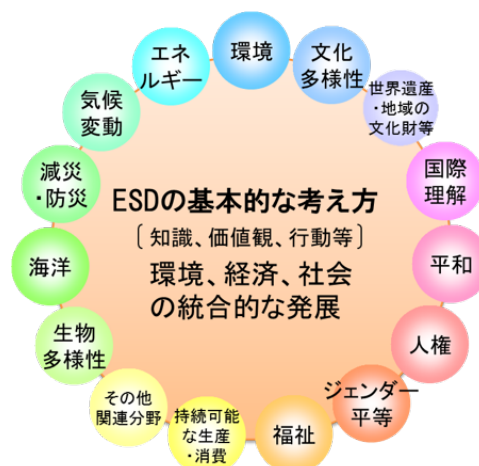 ESDの基本的な考え方
〔 知識、価値観、行動等 〕
環境、経済、社会
の統合的な発展
環境
文化
多様性
世界遺産
・地域の
文化財等
国際
理解
平和
人権
ジェンダー
平等
福祉
持続可能
な生産
・消費
その他
関連分野
生物
多様性
海洋
減災
・防災
気候
変動
エネ
ルギー